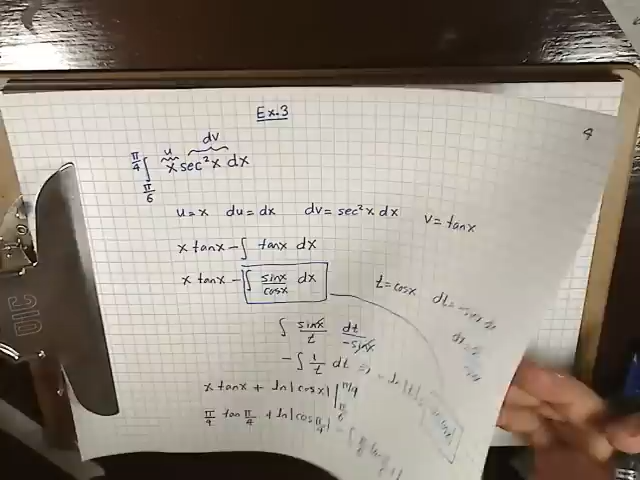 Ex.3
4
u dv
π/4 ∫ π/6 x sec²x dx
u=x du=dx dv=sec²x dx v=tanx
x tanx - ∫ tanx dx
x tanx - ∫ sinx/cosx dx t=cosx
∫ sinx/t dt/-sinx
-∫ 1/t dt
x tanx + ln|cosx| |π/4 π/6
π/4 tan π/4 + ln|cos π/4| -